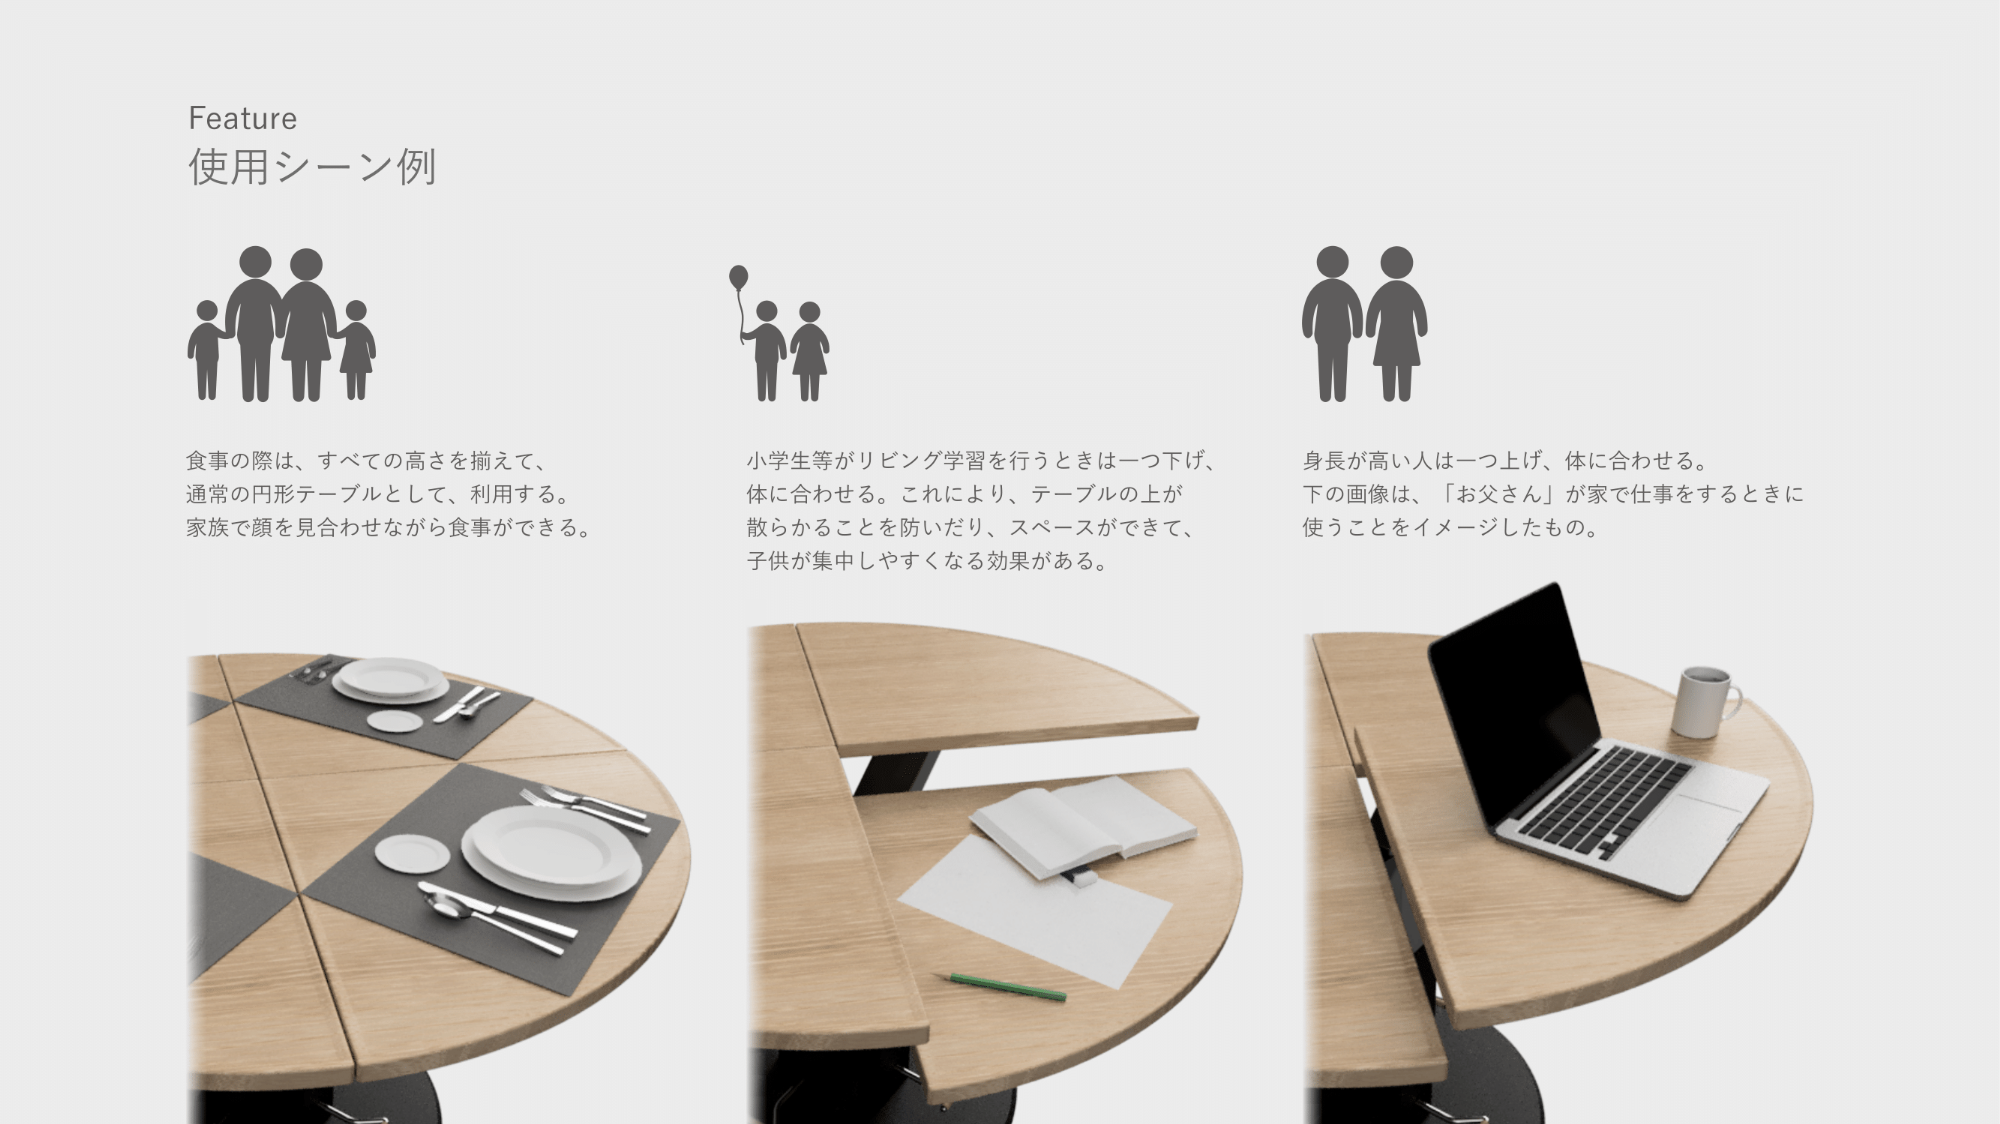 Feature
使用シーン例
食事の際は、すべての高さを揃えて、
通常の円形テーブルとして、利用する。
家族で顔を見合わせながら食事ができる。
小学生等がリビング学習を行うときは一つ下げ、
体に合わせる。これにより、テーブルの上が
散らかることを防いだり、スペースができて、
子供が集中しやすくなる効果がある。
身長が高い人は一つ上げ、体に合わせる。
下の画像は、「お父さん」が家で仕事をするときに
使うことをイメージしたもの。